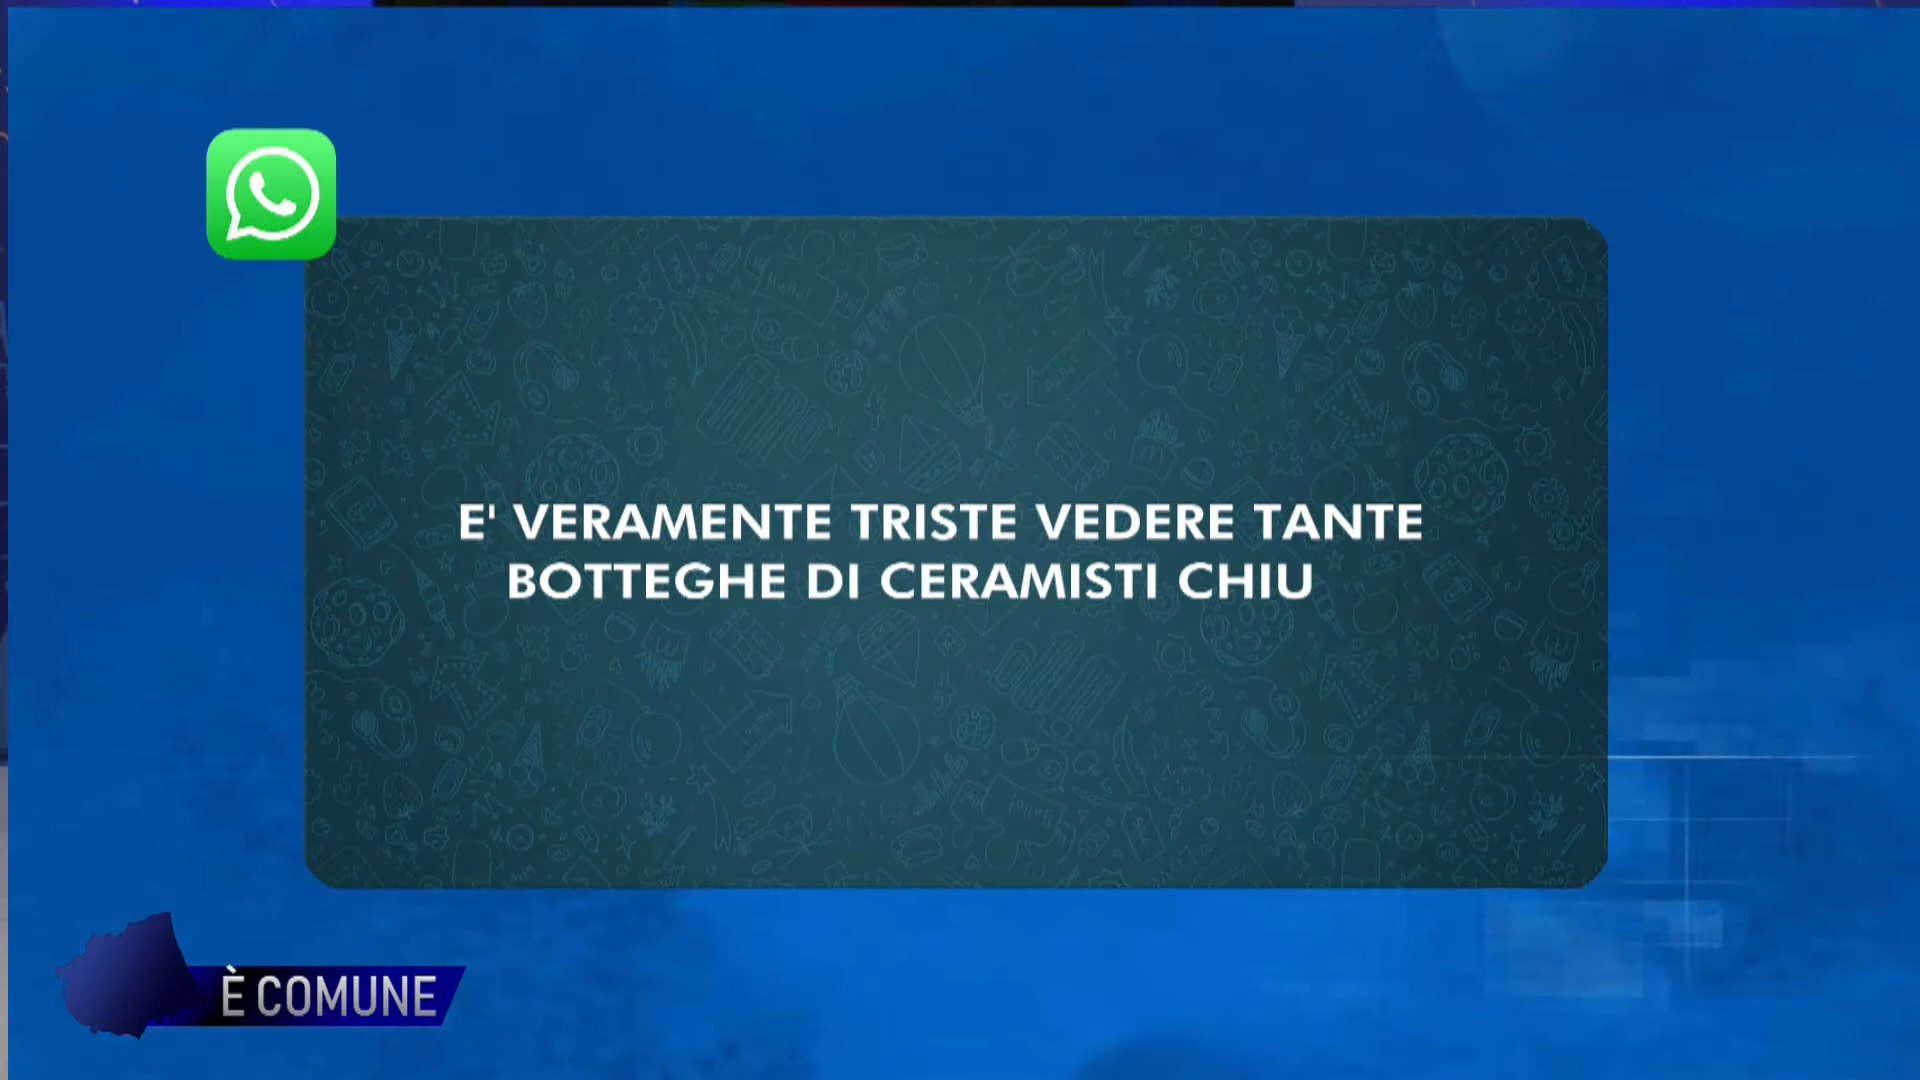 E' VERAMENTE TRISTE VEDERE TANTE
BOTTEGHE DI CERAMISTI CHIU
È COMUNE